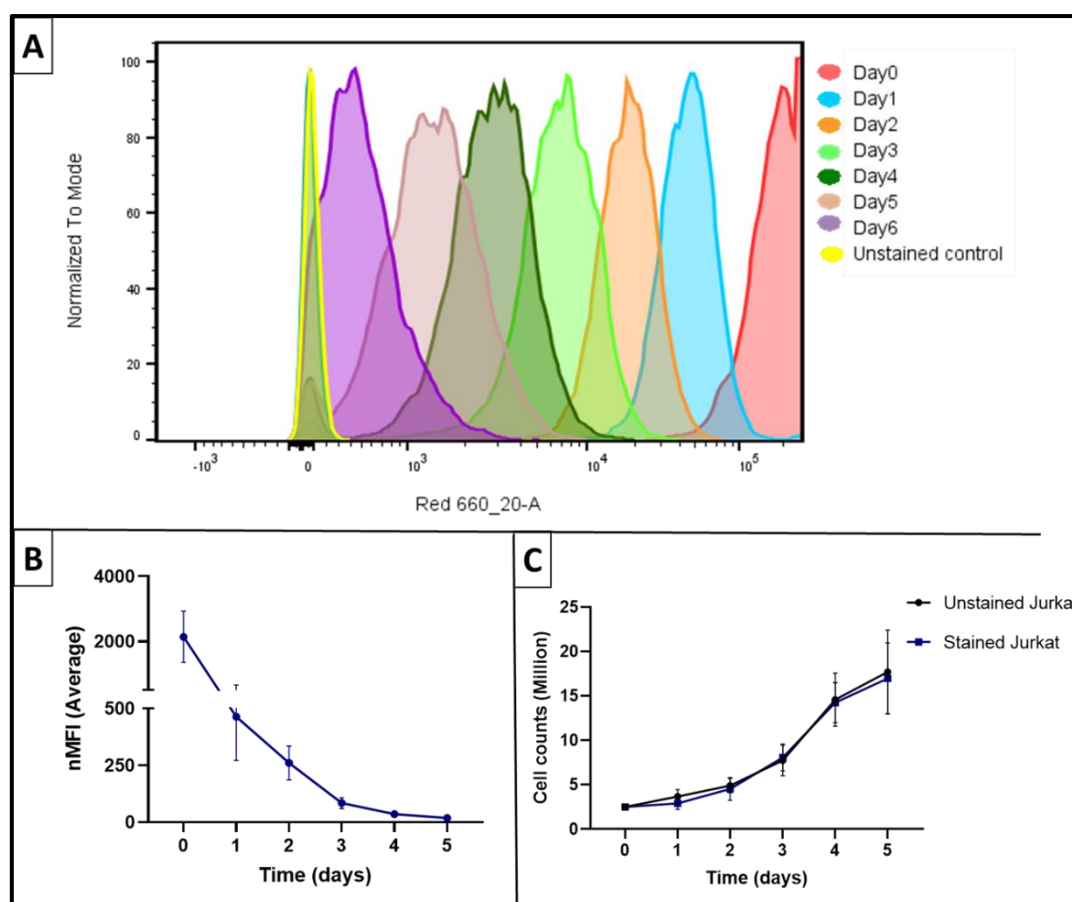 A
Normalized To Mode
100
80
60
40
20
0
-10³
0
10³
10⁴
10⁵
Red 660_20-A
Day0
Day1
Day2
Day3
Day4
Day5
Day6
Unstained control
B
nMFI (Average)
4000
2000
500
250
0
0 1 2 3 4 5
Time (days)
C
Cell counts (Million)
25
20
15
10
5
0
0 1 2 3 4 5
Time (days)
Unstained Jurka
Stained Jurkat